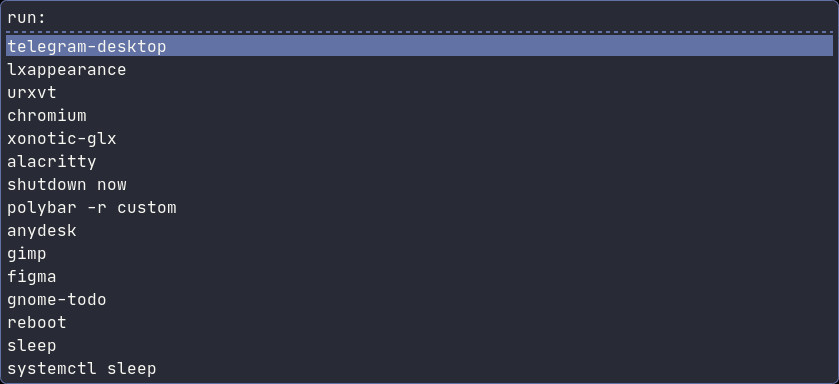 run:
telegram-desktop
lxappearance
urxvt
chromium
xonotic-glx
alacritty
shutdown now
polybar -r custom
anydesk
gimp
figma
gnome-todo
reboot
sleep
systemctl sleep